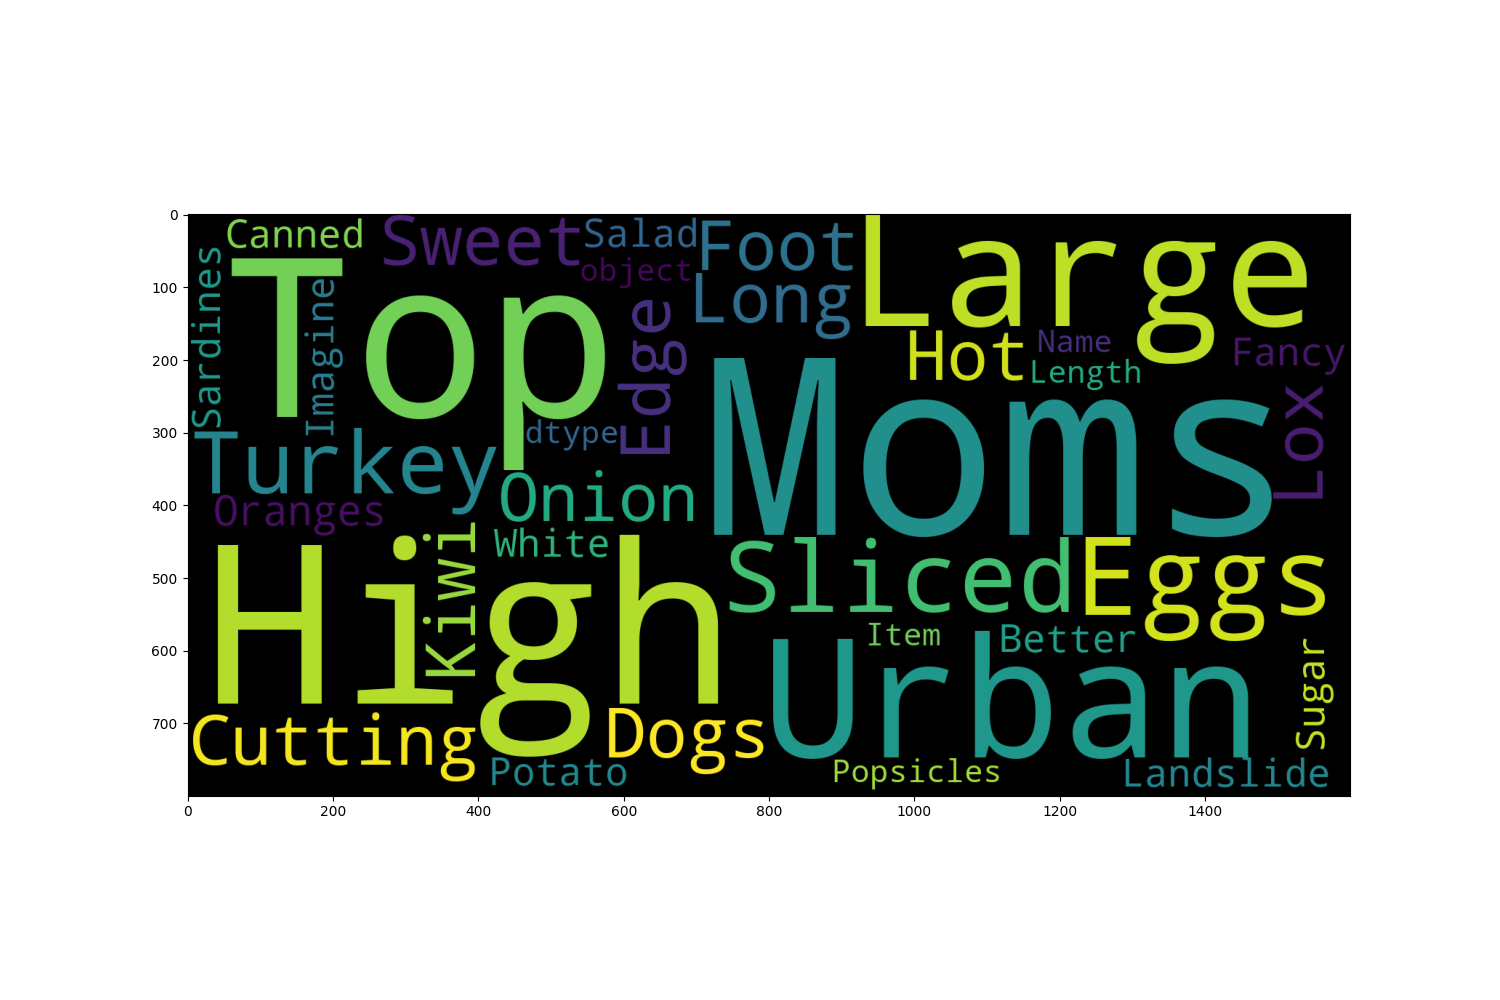 0
100
200
300
400
500
600
700
0
200
400
600
800
1000
1200
1400
Canned
Sweet
Salad
object
Foot
Long
Large
Sardines
Top
Imagine
Edge
Hot
Name
Length
Fancy
Lox
Moms
Turkey
dtype
Oranges
Onion
White
High
Kiwi
Sliced
Eggs
Item
Better
Urban
Sugar
Cutting
Dogs
Potato
Popsicles
Landslide